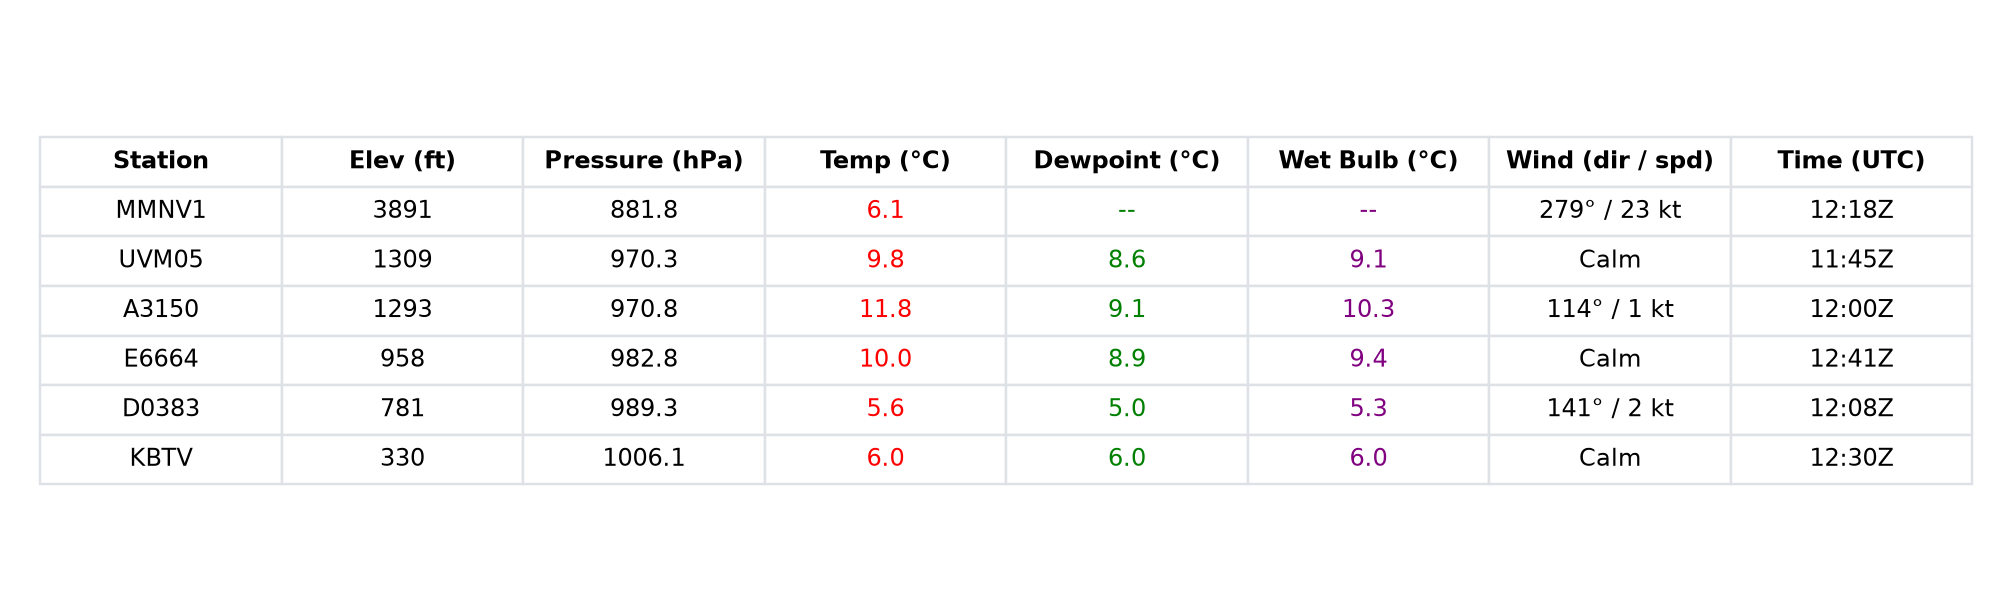 Station Elev (ft) Pressure (hPa) Temp (°C) Dewpoint (°C) Wet Bulb (°C) Wind (dir / spd) Time (UTC)
MMNV1 3891 881.8 6.1 -- -- 279° / 23 kt 12:18Z
UVM05 1309 970.3 9.8 8.6 9.1 Calm 11:45Z
A3150 1293 970.8 11.8 9.1 10.3 114° / 1 kt 12:00Z
E6664 958 982.8 10.0 8.9 9.4 Calm 12:41Z
D0383 781 989.3 5.6 5.0 5.3 141° / 2 kt 12:08Z
KBTV 330 1006.1 6.0 6.0 6.0 Calm 12:30Z